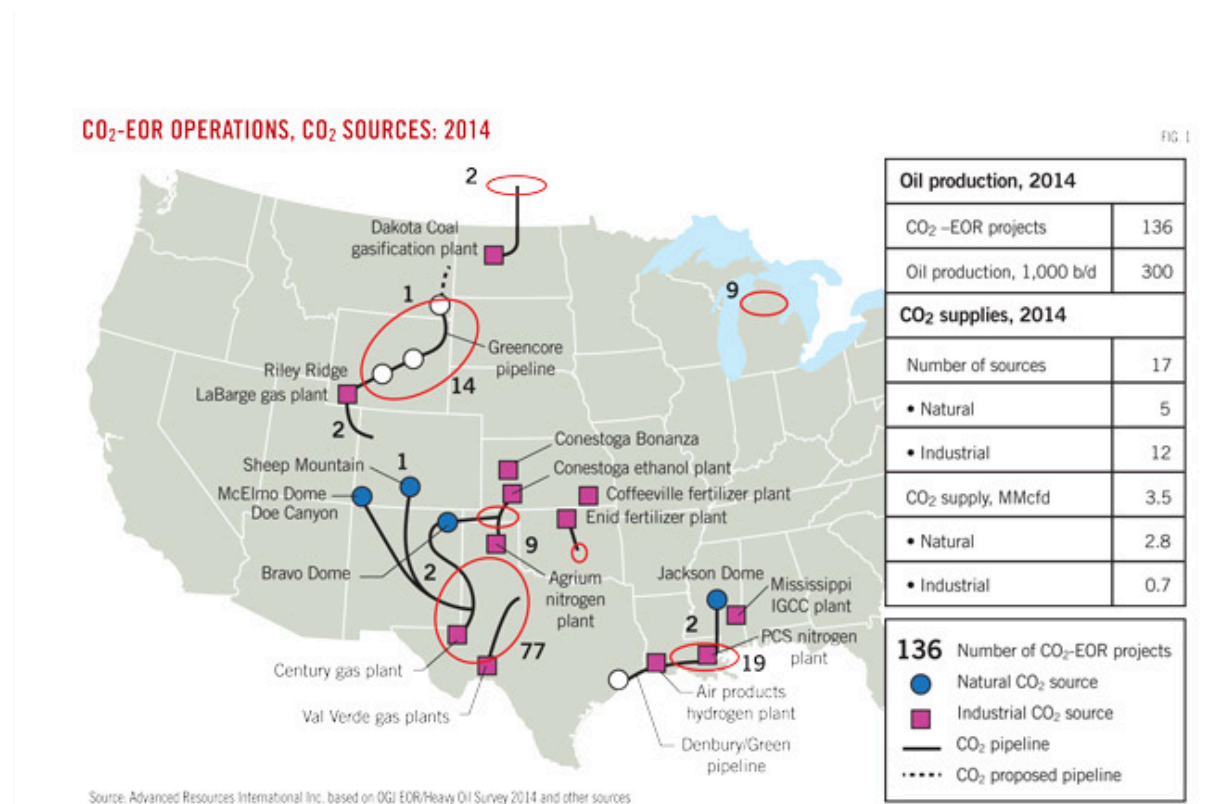 CO2-EOR OPERATIONS, CO2 SOURCES: 2014
FIG. 1
2
Dakota Coal
gasification plant
1
9
Greencore
pipeline
Riley Ridge
LaBarge gas plant
14
2
Conestoga Bonanza
Sheep Mountain
1
Conestoga ethanol plant
McElmo Dome
Doe Canyon
Coffeeville fertilizer plant
Enid fertilizer plant
9
Bravo Dome
2
Agrium
nitrogen
plant
Jackson Dome
Mississippi
IGCC plant
2
PCS nitrogen
plant
77
19
Century gas plant
Air products
hydrogen plant
Val Verde gas plants
Denbury/Green
pipeline
Oil production, 2014
CO2 –EOR projects 136
Oil production, 1,000 b/d 300
CO2 supplies, 2014
Number of sources 17
• Natural 5
• Industrial 12
CO2 supply, MMcfd 3.5
• Natural 2.8
• Industrial 0.7
136 Number of CO2-EOR projects
Natural CO2 source
Industrial CO2 source
CO2 pipeline
CO2 proposed pipeline
Source: Advanced Resources International Inc. based on OGJ EOR/Heavy Oil Survey 2014 and other sources